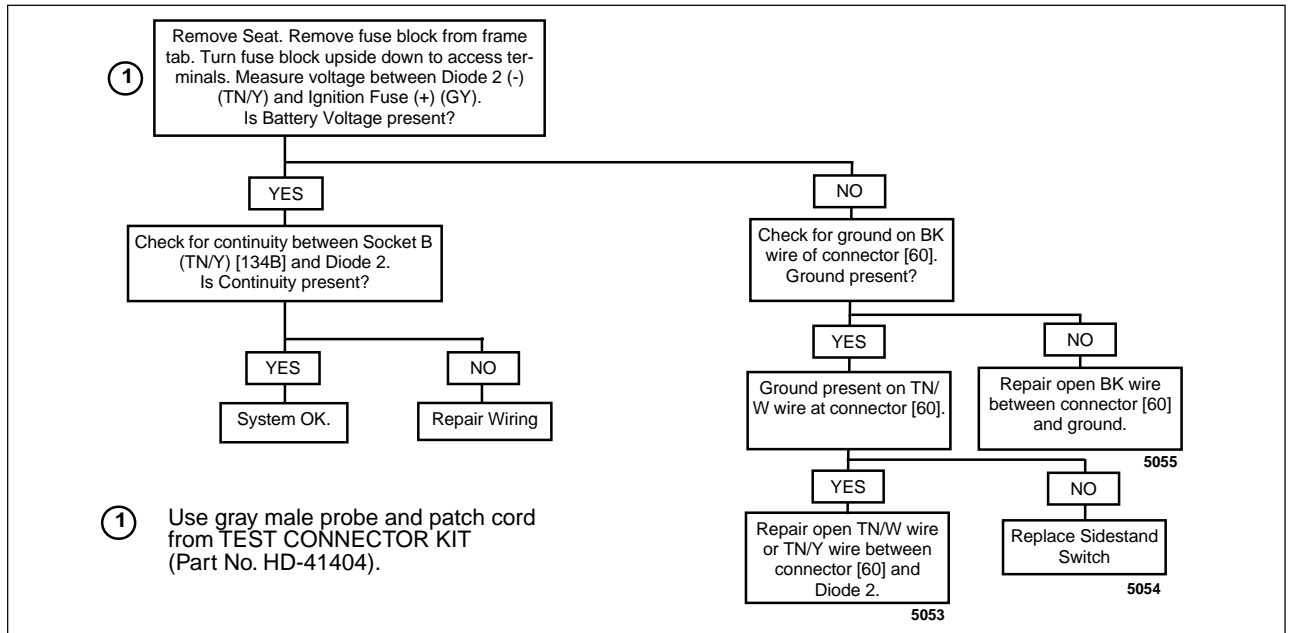 Remove Seat. Remove fuse block from frame
tab. Turn fuse block upside down to access ter-
minals. Measure voltage between Diode 2 (-)
(TN/Y) and Ignition Fuse (+) (GY).
Is Battery Voltage present?
1
YES
NO
Check for continuity between Socket B
(TN/Y) [134B] and Diode 2.
Is Continuity present?
Check for ground on BK
wire of connector [60].
Ground present?
YES
NO
YES
NO
System OK.
Repair Wiring
Ground present on TN/
W wire at connector [60].
Repair open BK wire
between connector [60]
and ground.
5055
YES
NO
Repair open TN/W wire
or TN/Y wire between
connector [60] and
Diode 2.
5053
Replace Sidestand
Switch
5054
1
Use gray male probe and patch cord
from TEST CONNECTOR KIT
(Part No. HD-41404).